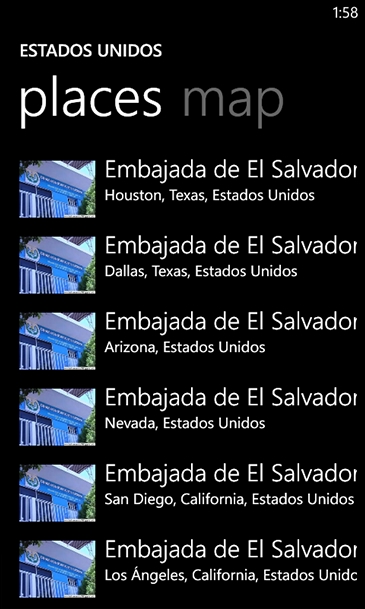 1:58
ESTADOS UNIDOS
places map
Embajada de El Salvador
Houston, Texas, Estados Unidos
Embajada de El Salvador
Dallas, Texas, Estados Unidos
Embajada de El Salvador
Arizona, Estados Unidos
Embajada de El Salvador
Nevada, Estados Unidos
Embajada de El Salvador
San Diego, California, Estados Unidos
Embajada de El Salvador
Los Ángeles, California, Estados Unidc